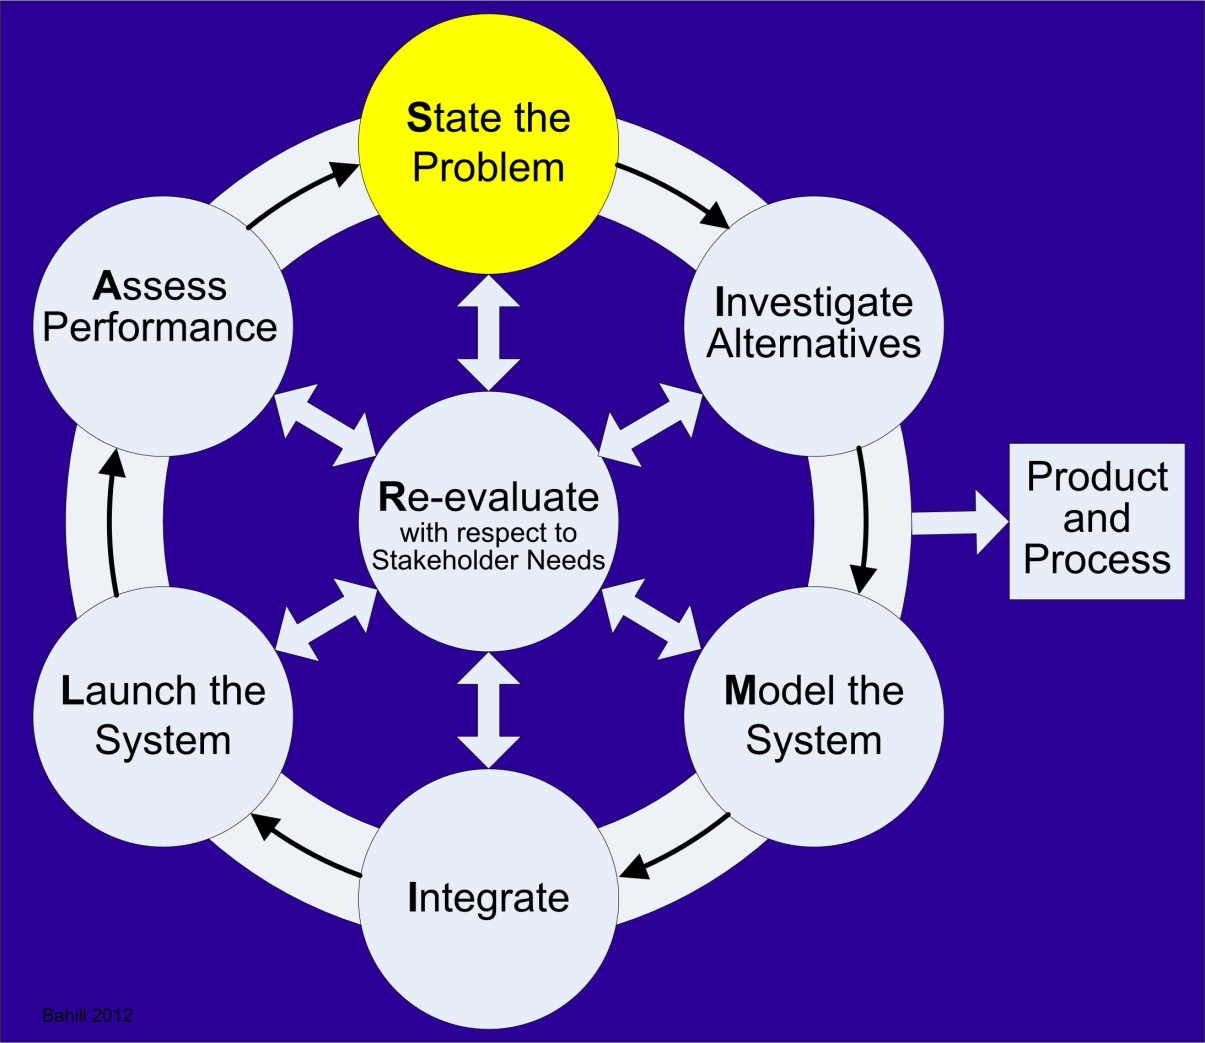 State the
Problem
Investigate
Alternatives
Model the
System
Integrate
Launch the
System
Assess
Performance
Re-evaluate
with respect to
Stakeholder Needs
Product
and
Process
Bahill 2012